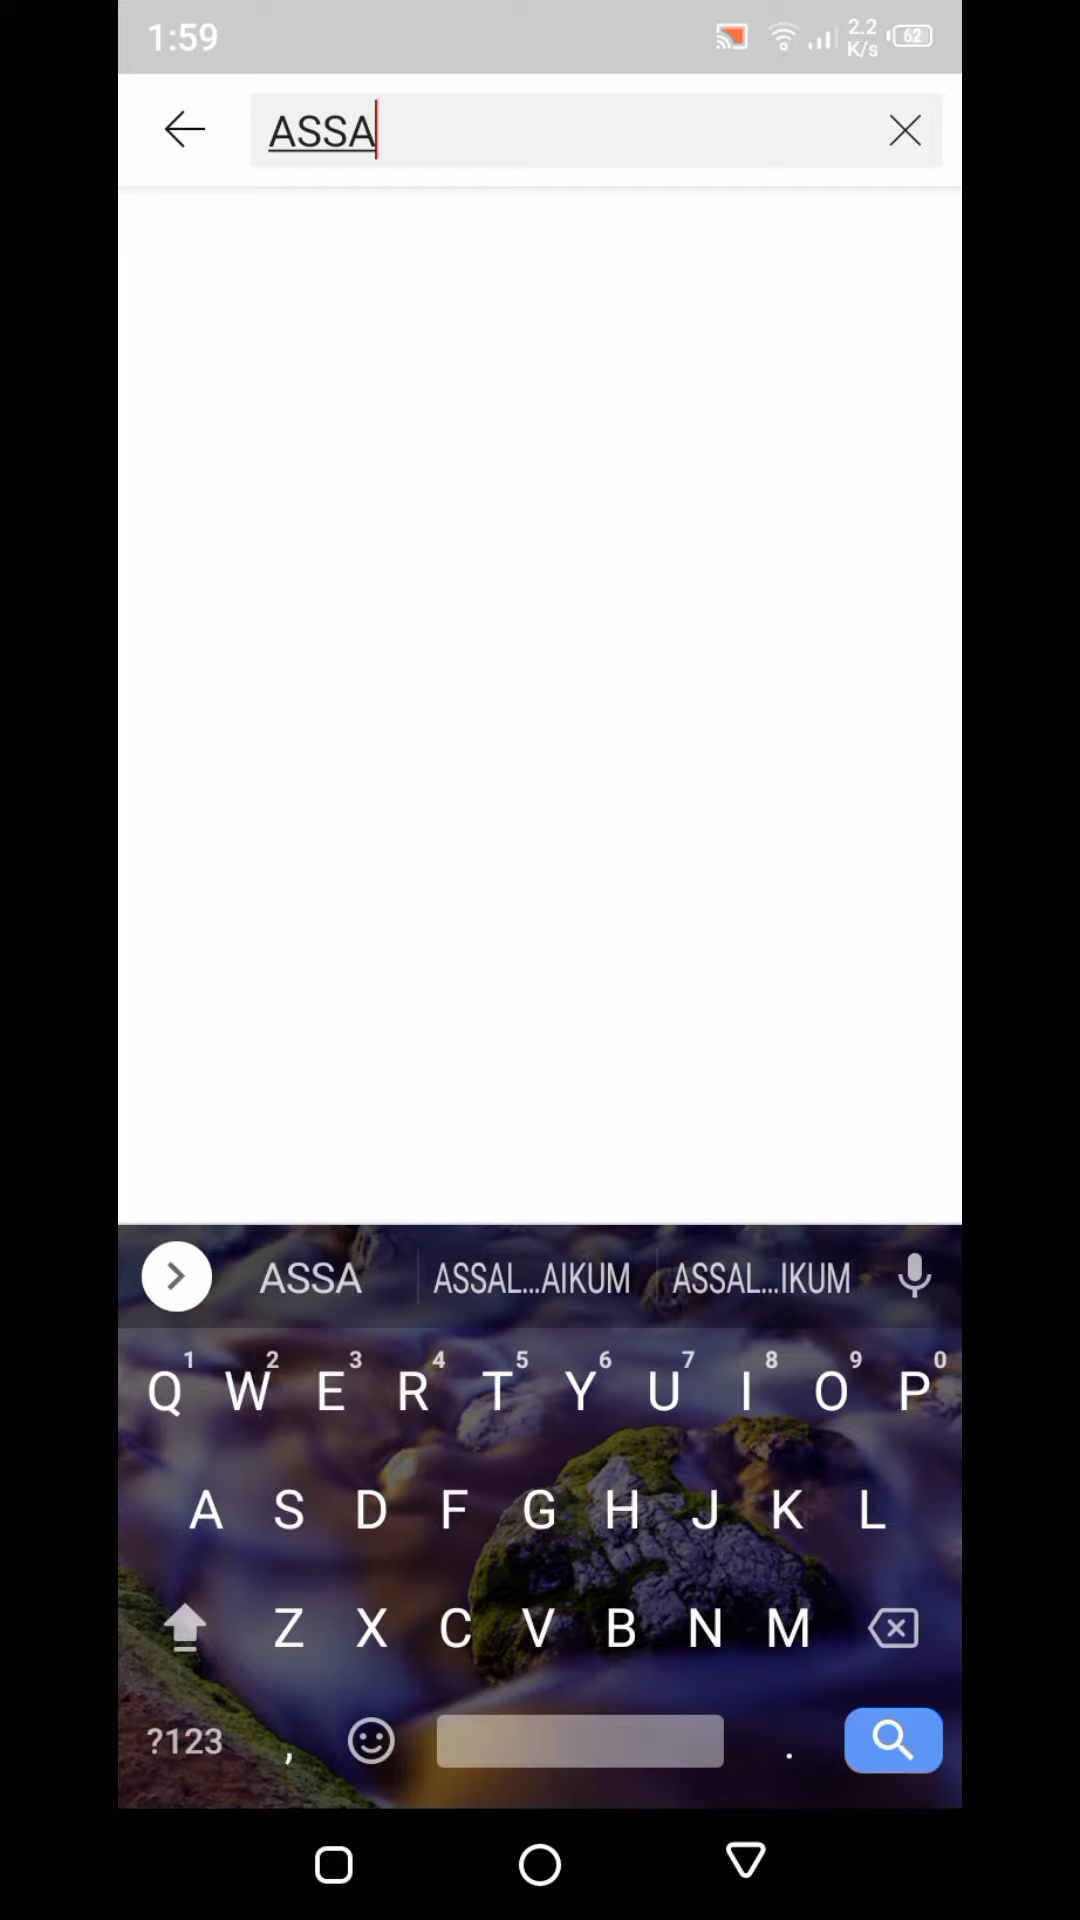 1:59
2.2
K/s
62
ASSA
ASSA ASSAL...AIKUM ASSAL...IKUM
1 2 3 4 5 6 7 8 9 0
Q W E R T Y U I O P
A S D F G H J K L
Z X C V B N M
?123 , .